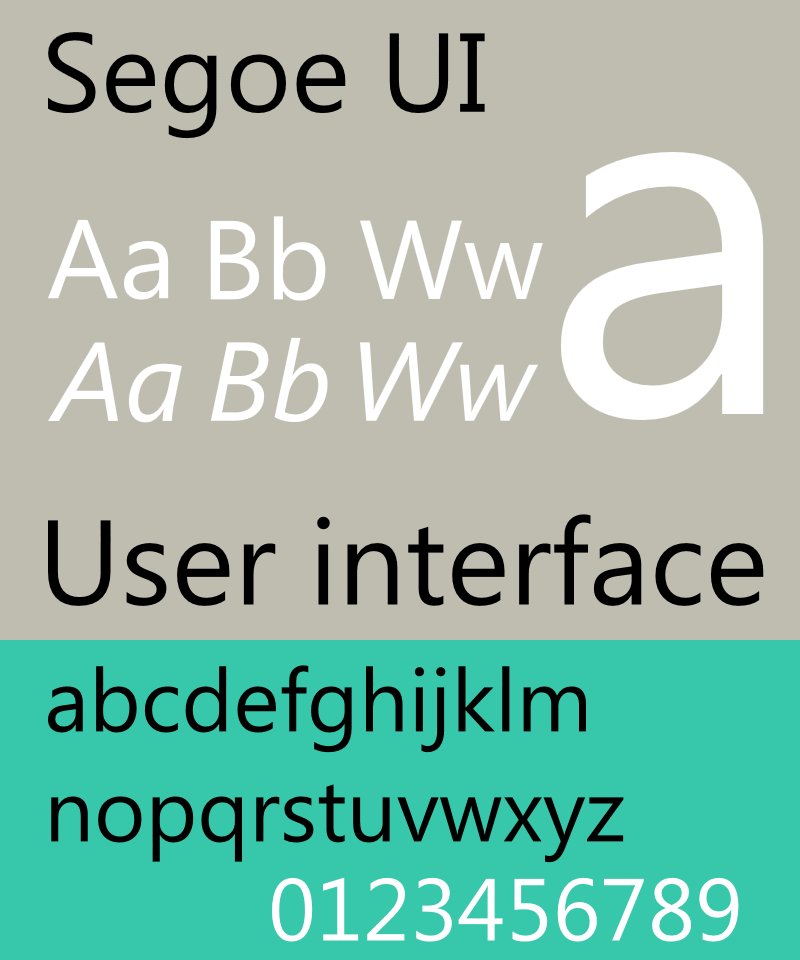 Segoe UI
a
Aa Bb Ww
Aa Bb Ww
User interface
abcdefghijklm
nopqrstuvwxyz
0123456789